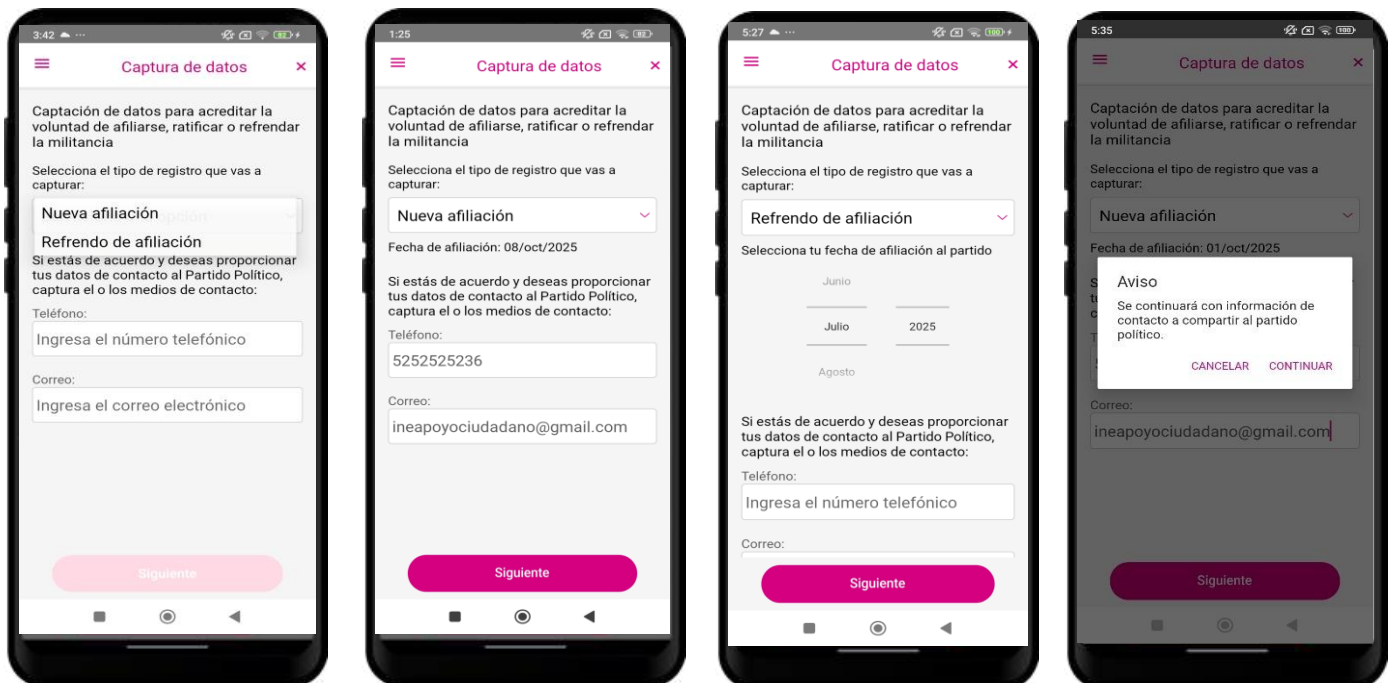 3:42
82
Captura de datos
Captación de datos para acreditar la
voluntad de afiliarse, ratificar o refrendar
la militancia
Selecciona el tipo de registro que vas a
capturar:
Nueva afiliación
Refrendo de afiliación
Si estás de acuerdo y deseas proporcionar
tus datos de contacto al Partido Político,
captura el o los medios de contacto:
Teléfono:
Ingresa el número telefónico
Correo:
Ingresa el correo electrónico
Siguiente
1:25
82
Captura de datos
Captación de datos para acreditar la
voluntad de afiliarse, ratificar o refrendar
la militancia
Selecciona el tipo de registro que vas a
capturar:
Nueva afiliación
Fecha de afiliación: 08/oct/2025
Si estás de acuerdo y deseas proporcionar
tus datos de contacto al Partido Político,
captura el o los medios de contacto:
Teléfono:
5252525236
Correo:
ineapoyociudadano@gmail.com
Siguiente
5:27
100
Captura de datos
Captación de datos para acreditar la
voluntad de afiliarse, ratificar o refrendar
la militancia
Selecciona el tipo de registro que vas a
capturar:
Refrendo de afiliación
Selecciona tu fecha de afiliación al partido
Junio
Julio 2025
Agosto
Si estás de acuerdo y deseas proporcionar
tus datos de contacto al Partido Político,
captura el o los medios de contacto:
Teléfono:
Ingresa el número telefónico
Correo:
Siguiente
5:35
100
Captura de datos
Captación de datos para acreditar la
voluntad de afiliarse, ratificar o refrendar
la militancia
Selecciona el tipo de registro que vas a
capturar:
Nueva afiliación
Fecha de afiliación: 01/oct/2025
Aviso
Se continuará con información de
contacto a compartir al partido
político.
CANCELAR CONTINUAR
Correo:
ineapoyociudadano@gmail.com
Siguiente